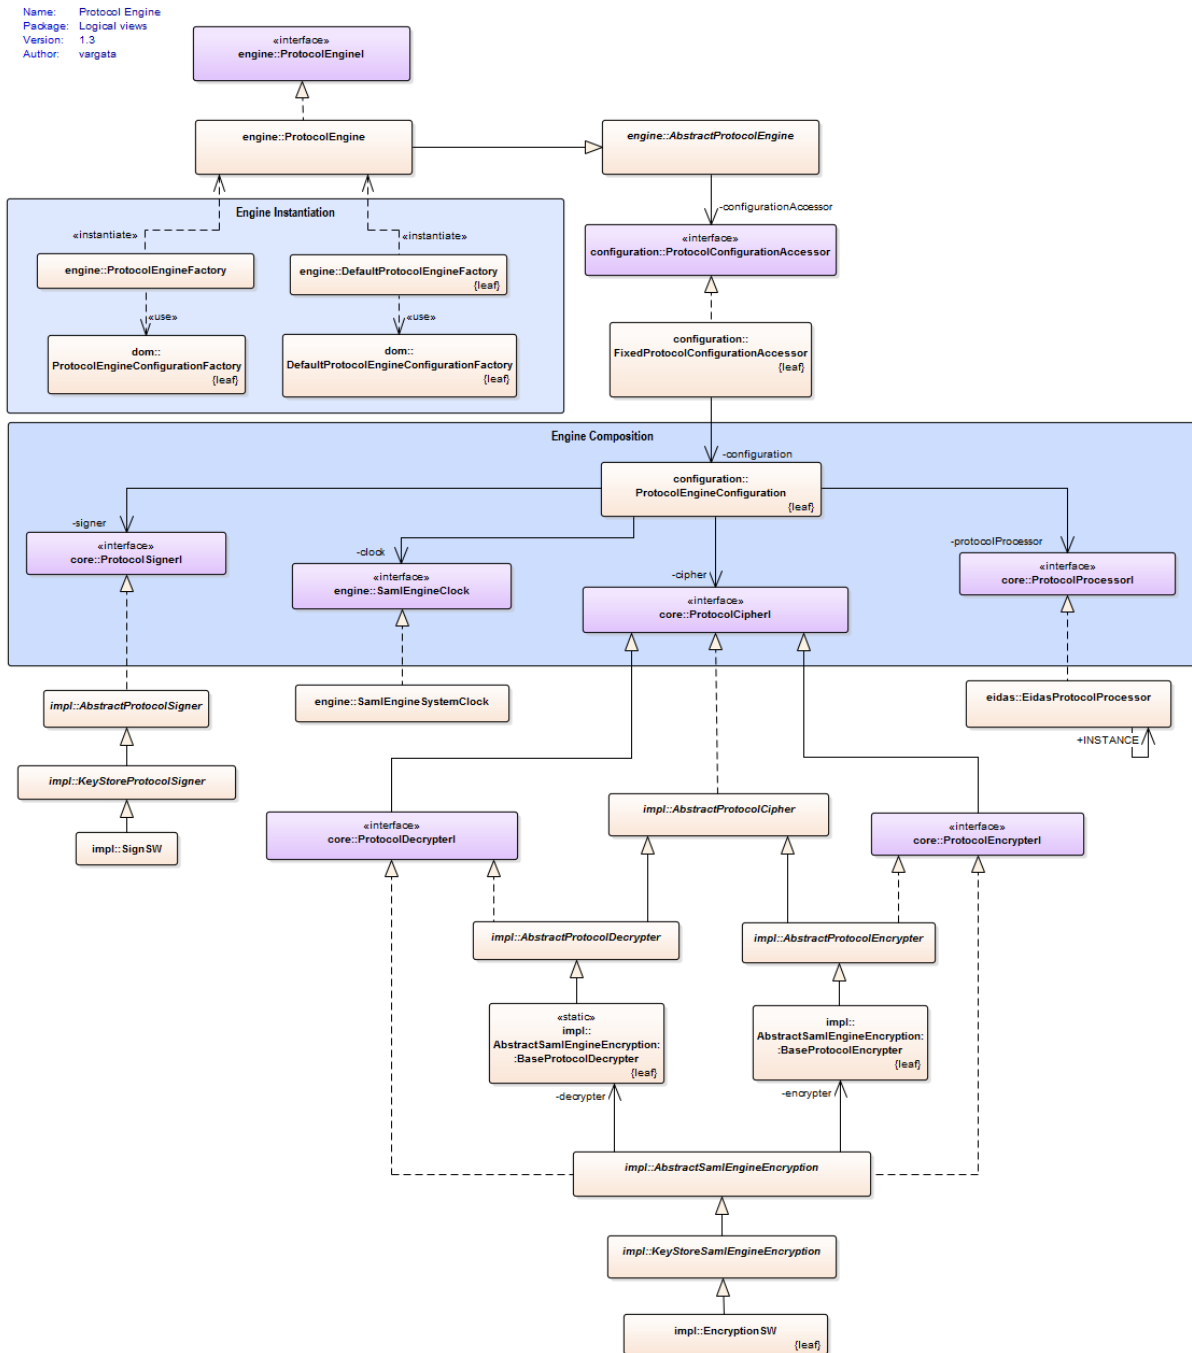 Name: Protocol Engine
Package: Logical views
Version: 1.3
Author: vargata
«interface»
engine::ProtocolEngineI
engine::ProtocolEngine
engine::AbstractProtocolEngine
-configurationAccessor
Engine Instantiation
«instantiate»
«instantiate»
«interface»
configuration::ProtocolConfigurationAccessor
engine::ProtocolEngineFactory
engine::DefaultProtocolEngineFactory
{leaf}
«use»
«use»
dom::
ProtocolEngineConfigurationFactory
{leaf}
dom::
DefaultProtocolEngineConfigurationFactory
{leaf}
configuration::
FixedProtocolConfigurationAccessor
{leaf}
Engine Composition
-configuration
configuration::
ProtocolEngineConfiguration
{leaf}
-signer
«interface»
core::ProtocolSignerI
-clock
«interface»
engine::SamlEngineClock
-cipher
«interface»
core::ProtocolCipherI
-protocolProcessor
«interface»
core::ProtocolProcessorI
impl::AbstractProtocolSigner
engine::SamlEngineSystemClock
eidas::EidasProtocolProcessor
+INSTANCE
impl::KeyStoreProtocolSigner
impl::SignSW
«interface»
core::ProtocolDecrypterI
impl::AbstractProtocolCipher
«interface»
core::ProtocolEncrypterI
impl::AbstractProtocolDecrypter
impl::AbstractProtocolEncrypter
«static»
impl::
AbstractSamlEngineEncryption:
:BaseProtocolDecrypter
{leaf}
impl::
AbstractSamlEngineEncryption:
:BaseProtocolEncrypter
{leaf}
-decrypter
-encrypter
impl::AbstractSamlEngineEncryption
impl::KeyStoreSamlEngineEncryption
impl::EncryptionSW
{leaf}